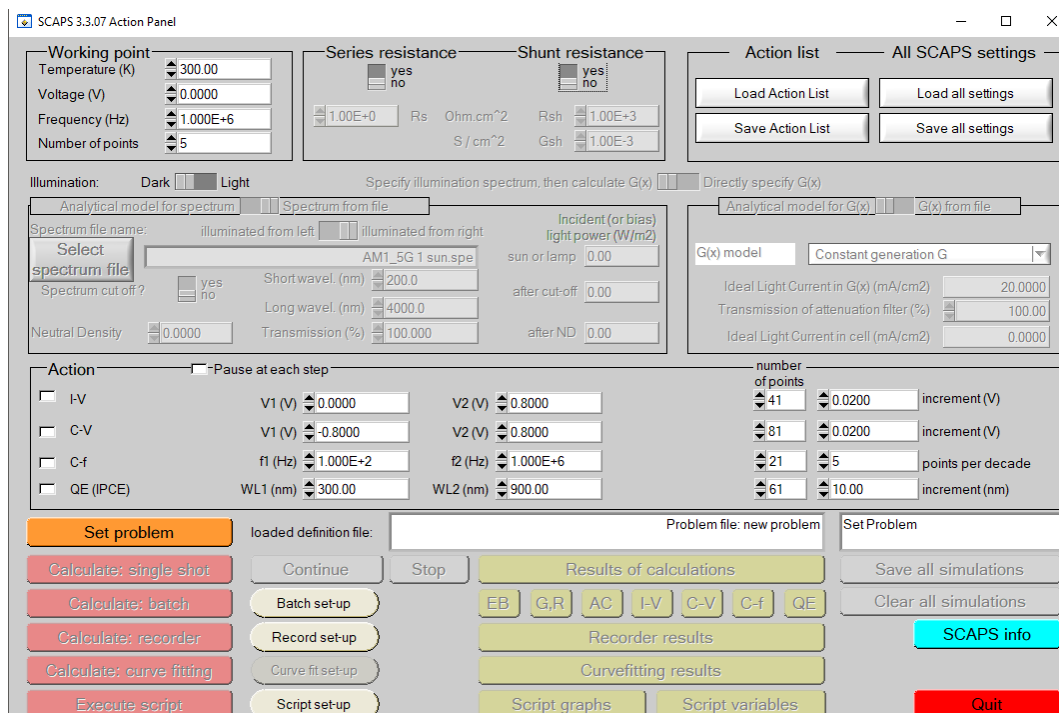 SCAPS 3.3.07 Action Panel
Working point
Temperature (K) 300.00
Voltage (V) 0.0000
Frequency (Hz) 1.000E+6
Number of points 5
Series resistance
yes
no
1.00E+0 Rs Ohm.cm^2
S / cm^2
Shunt resistance
yes
no
Rsh 1.00E+3
Gsh 1.00E-3
Action list
Load Action List
Save Action List
All SCAPS settings
Load all settings
Save all settings
Illumination: Dark Light
Specify illumination spectrum, then calculate G(x) Directly specify G(x)
Analytical model for spectrum Spectrum from file
Spectrum file name: illuminated from left illuminated from right
Incident (or bias)
light power (W/m2)
Select
spectrum file
AM1_5G 1 sun.spe
sun or lamp 0.00
Spectrum cut off ? yes
no
Short wavel. (nm) 200.0
after cut-off 0.00
Long wavel. (nm) 4000.0
Neutral Density 0.0000
Transmission (%) 100.000
after ND 0.00
Analytical model for G(x) G(x) from file
G(x) model Constant generation G
Ideal Light Current in G(x) (mA/cm2) 20.0000
Transmission of attenuation filter (%) 100.00
Ideal Light Current in cell (mA/cm2) 0.0000
Action Pause at each step
number
of points
I-V V1 (V) 0.0000 V2 (V) 0.8000 41 0.0200 increment (V)
C-V V1 (V) -0.8000 V2 (V) 0.8000 81 0.0200 increment (V)
C-f f1 (Hz) 1.000E+2 f2 (Hz) 1.000E+6 21 5 points per decade
QE (IPCE) WL1 (nm) 300.00 WL2 (nm) 900.00 61 10.00 increment (nm)
Set problem loaded definition file: Problem file: new problem Set Problem
Calculate: single shot Continue Stop Results of calculations Save all simulations
Calculate: batch Batch set-up EB G,R AC I-V C-V C-f QE Clear all simulations
Calculate: recorder Record set-up Recorder results SCAPS info
Calculate: curve fitting Curve fit set-up Curvefitting results
Execute script Script set-up Script graphs Script variables Quit